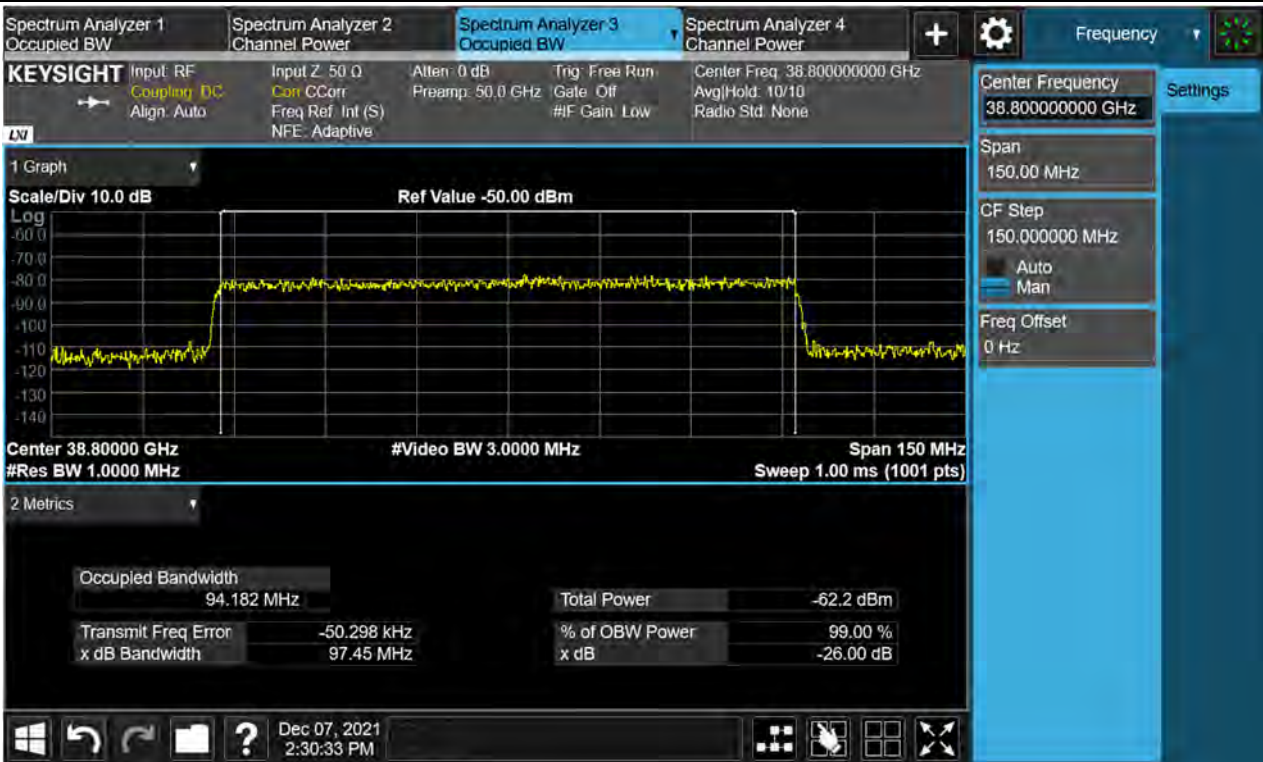 Spectrum Analyzer 1
Occupied BW
Spectrum Analyzer 2
Channel Power
Spectrum Analyzer 3
Occupied BW
Spectrum Analyzer 4
Channel Power
Frequency
KEYSIGHT
LXI
Input: RF
Coupling: DC
Align: Auto
Input Z: 50 Ω
Corr CCorr
Freq Ref: Int (S)
NFE: Adaptive
Atten: 0 dB
Preamp: 50.0 GHz
Trig: Free Run
Gate: Off
#IF Gain: Low
Center Freq: 38.800000000 GHz
Avg|Hold: 10/10
Radio Std: None
Center Frequency
38.800000000 GHz
Settings
Span
150.00 MHz
CF Step
150.000000 MHz
Auto
Man
Freq Offset
0 Hz
1 Graph
Scale/Div 10.0 dB
Ref Value -50.00 dBm
Log
-60.0
-70.0
-80.0
-90.0
-100
-110
-120
-130
-140
Center 38.80000 GHz
#Video BW 3.0000 MHz
Span 150 MHz
#Res BW 1.0000 MHz
Sweep 1.00 ms (1001 pts)
2 Metrics
Occupied Bandwidth
94.182 MHz
Total Power -62.2 dBm
Transmit Freq Error -50.298 kHz
% of OBW Power 99.00 %
x dB Bandwidth 97.45 MHz
x dB -26.00 dB
?
Dec 07, 2021
2:30:33 PM